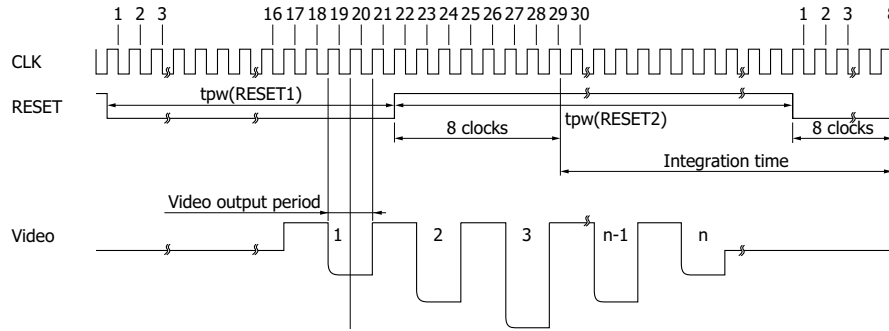 1 2 3 16 17 18 19 20 21 22 23 24 25 26 27 28 29 30 1 2 3 8
CLK
tpw(RESET1)
RESET
tpw(RESET2)
8 clocks 8 clocks
Integration time
Video output period
Video 1 2 3 n-1 n